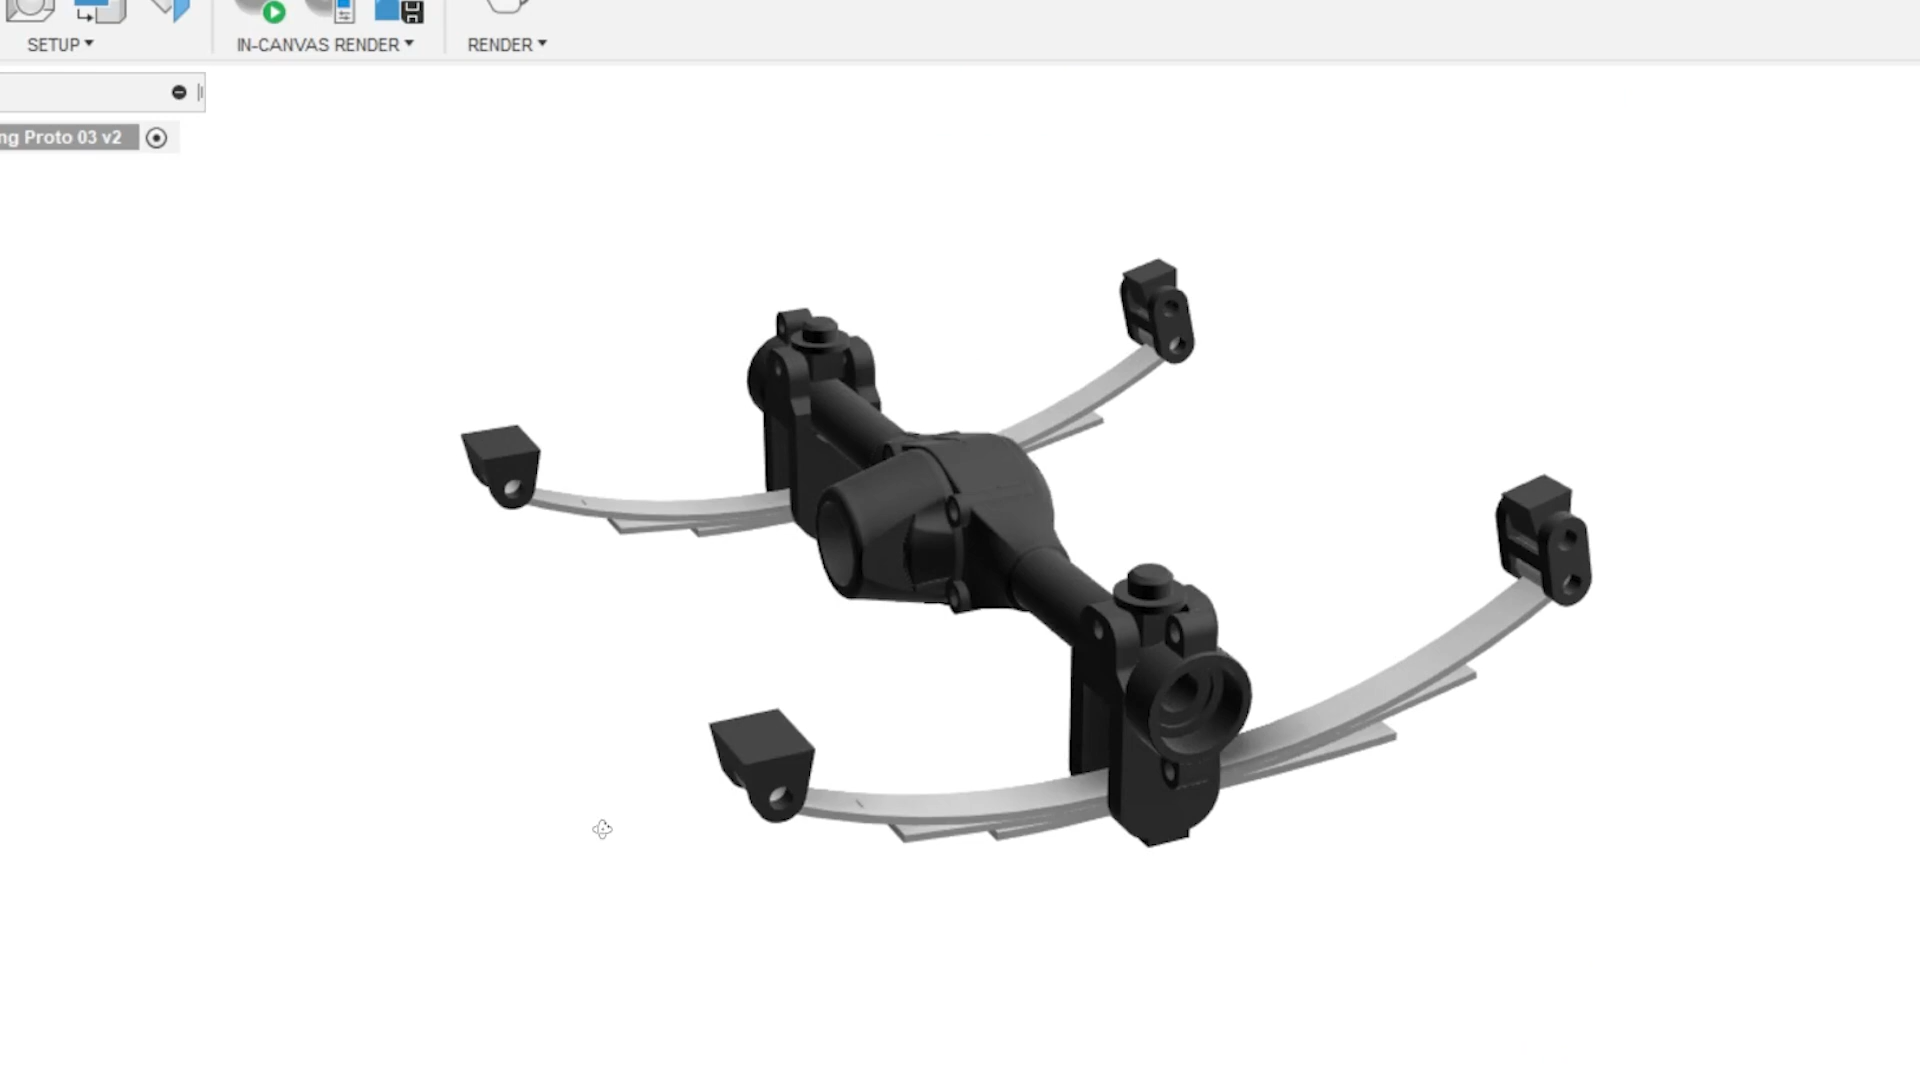 SETUP
IN-CANVAS RENDER
RENDER
ng Proto 03 v2